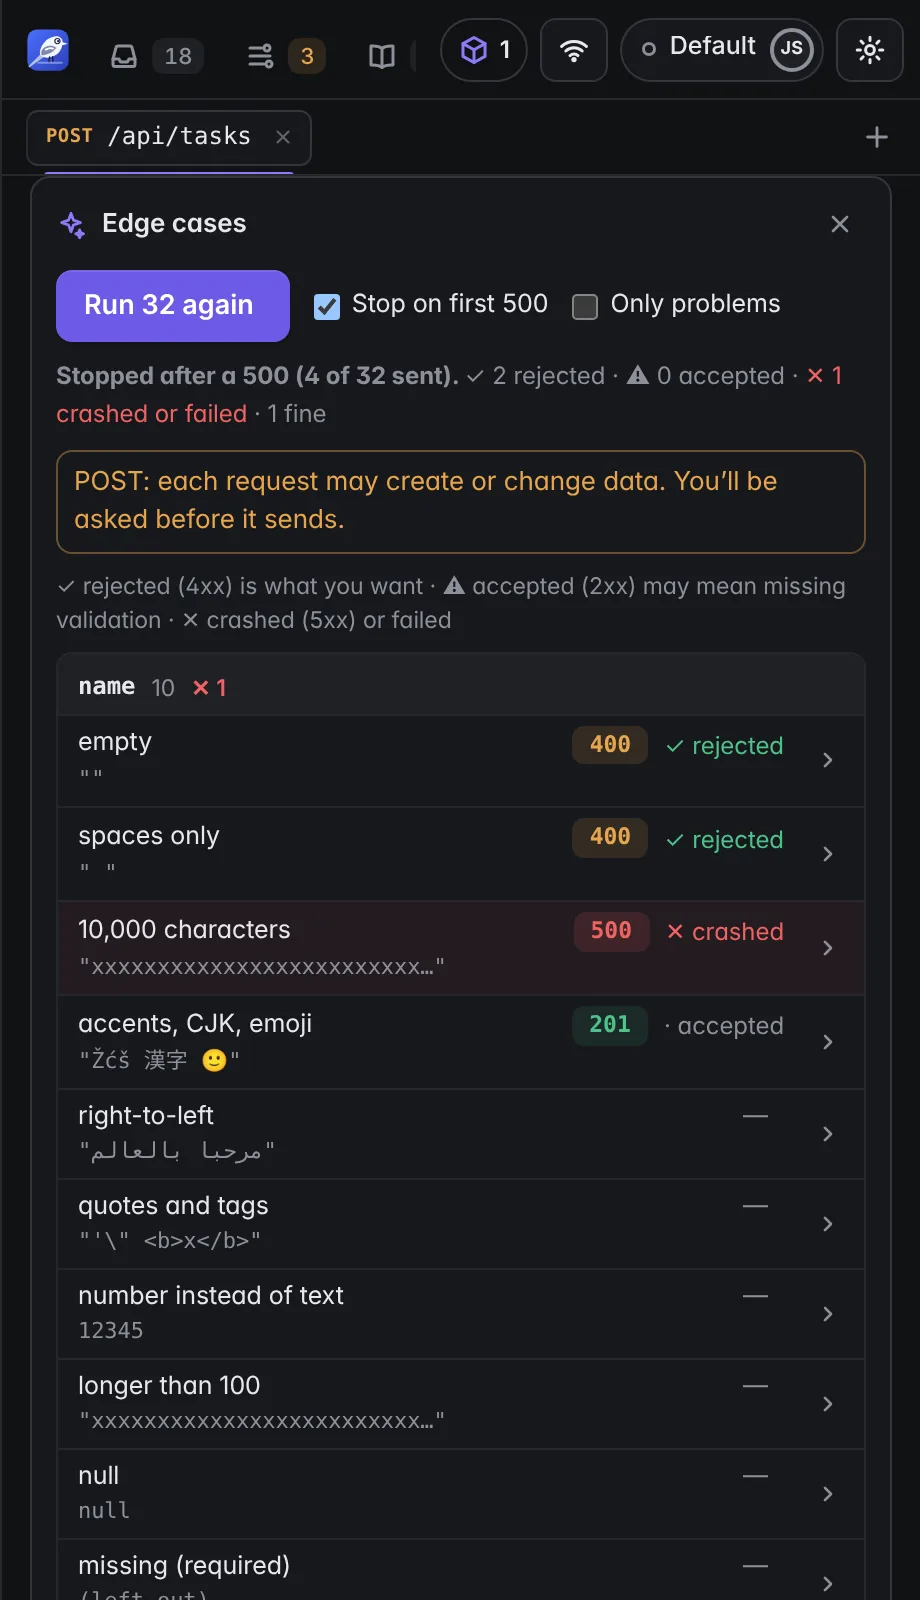 18 3 1 Default JS
POST /api/tasks × +
Edge cases ×
Run 32 again ✓ Stop on first 500 Only problems
Stopped after a 500 (4 of 32 sent). ✓ 2 rejected · ⚠ 0 accepted · ✕ 1
crashed or failed · 1 fine
POST: each request may create or change data. You’ll be
asked before it sends.
✓ rejected (4xx) is what you want · ⚠ accepted (2xx) may mean missing
validation · ✕ crashed (5xx) or failed
name 10 ✕ 1
empty 400 ✓ rejected
""
spaces only 400 ✓ rejected
" "
10,000 characters 500 ✕ crashed
"xxxxxxxxxxxxxxxxxxxxxxxxx…"
accents, CJK, emoji 201 · accepted
"Žćš 漢字 🙂"
right-to-left —
"مرحبا بالعالم"
quotes and tags —
"'\" <b>x</b>"
number instead of text —
12345
longer than 100 —
"xxxxxxxxxxxxxxxxxxxxxxxxx…"
null —
null
missing (required) —
(left out)